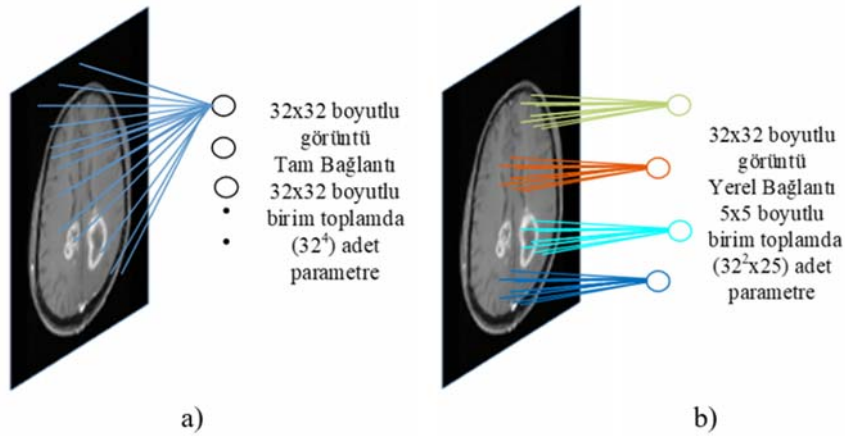 32x32 boyutlu
görüntü
Tam Bağlantı
32x32 boyutlu
birim toplamda
(32⁴) adet
parametre
a)
32x32 boyutlu
görüntü
Yerel Bağlantı
5x5 boyutlu
birim toplamda
(32²x25) adet
parametre
b)